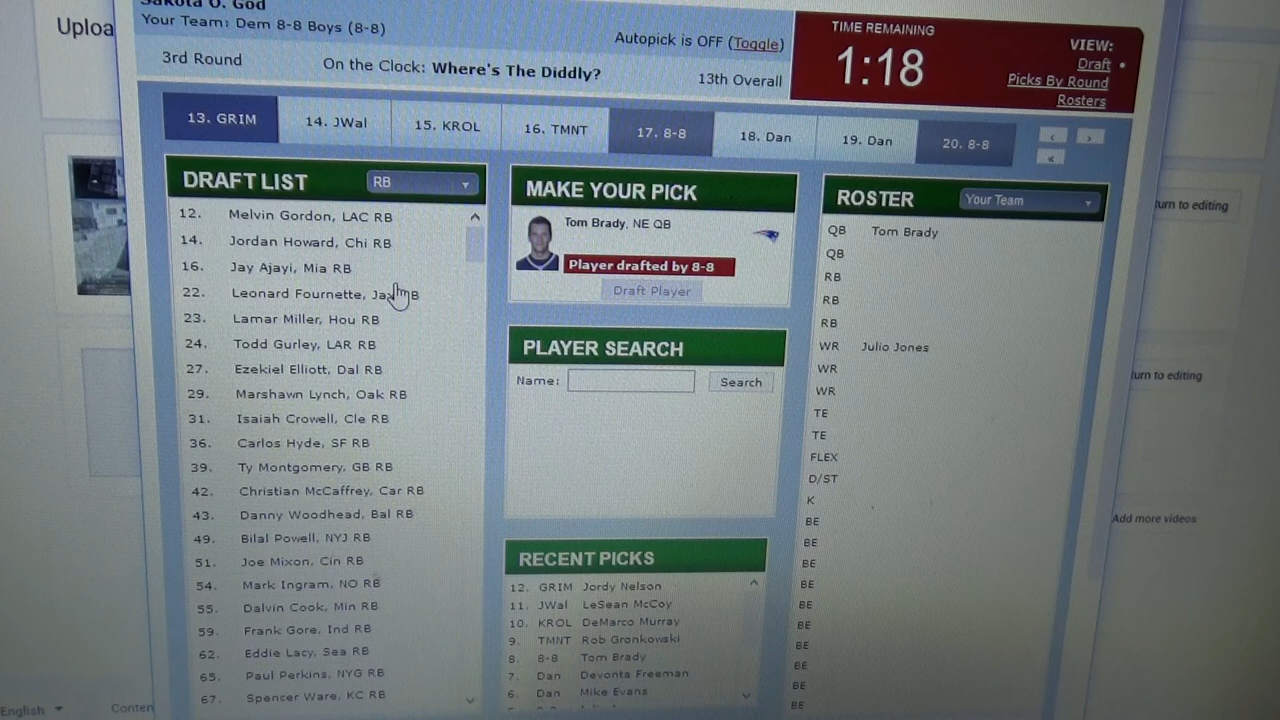 Sakota O. God
Your Team: Dem 8-8 Boys (8-8)
Autopick is OFF (Toggle)
3rd Round
On the Clock: Where's The Diddly?
13th Overall
TIME REMAINING
1:18
VIEW:
Draft
Picks By Round
Rosters
13. GRIM
14. JWal
15. KROL
16. TMNT
17. 8-8
18. Dan
19. Dan
20. 8-8
DRAFT LIST
RB
12. Melvin Gordon, LAC RB
14. Jordan Howard, Chi RB
16. Jay Ajayi, Mia RB
22. Leonard Fournette,
23. Lamar Miller, Hou RB
24. Todd Gurley, LAR RB
27. Ezekiel Elliott, Dal RB
29. Marshawn Lynch, Oak RB
31. Isaiah Crowell, Cle RB
36. Carlos Hyde, SF RB
39. Ty Montgomery, GB RB
42. Christian McCaffrey, Car RB
43. Danny Woodhead, Bal RB
49. Bilal Powell, NYJ RB
51. Joe Mixon, Cin RB
54. Mark Ingram, NO RB
55. Dalvin Cook, Min RB
59. Frank Gore, Ind RB
62. Eddie Lacy, Sea RB
65. Paul Perkins, NYG RB
67. Spencer Ware, KC RB
MAKE YOUR PICK
Tom Brady, NE QB
Player drafted by 8-8
Draft Player
PLAYER SEARCH
Name:
Search
RECENT PICKS
12. GRIM Jordy Nelson
11. JWal LeSean McCoy
10. KROL DeMarco Murray
9. TMNT Rob Gronkowski
8. 8-8 Tom Brady
7. Dan Devonta Freeman
6. Dan Mike Evans
ROSTER
Your Team
QB Tom Brady
QB
RB
RB
RB
WR Julio Jones
WR
WR
TE
TE
FLEX
D/ST
K
BE
BE
BE
BE
BE
BE
BE
BE
BE
BE
Uploa
turn to editing
turn to editing
Add more videos
English
Conten